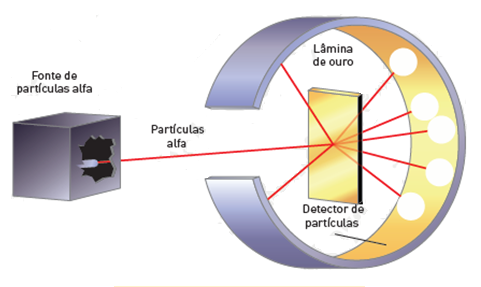 Lâmina
de ouro
Fonte de
partículas alfa
Partículas
alfa
Detector de
partículas